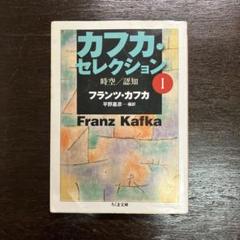 カフカ・
セレクション
時空／認知
I
フランツ・カフカ
平野嘉彦＝編訳
Franz Kafka
ちくま文庫